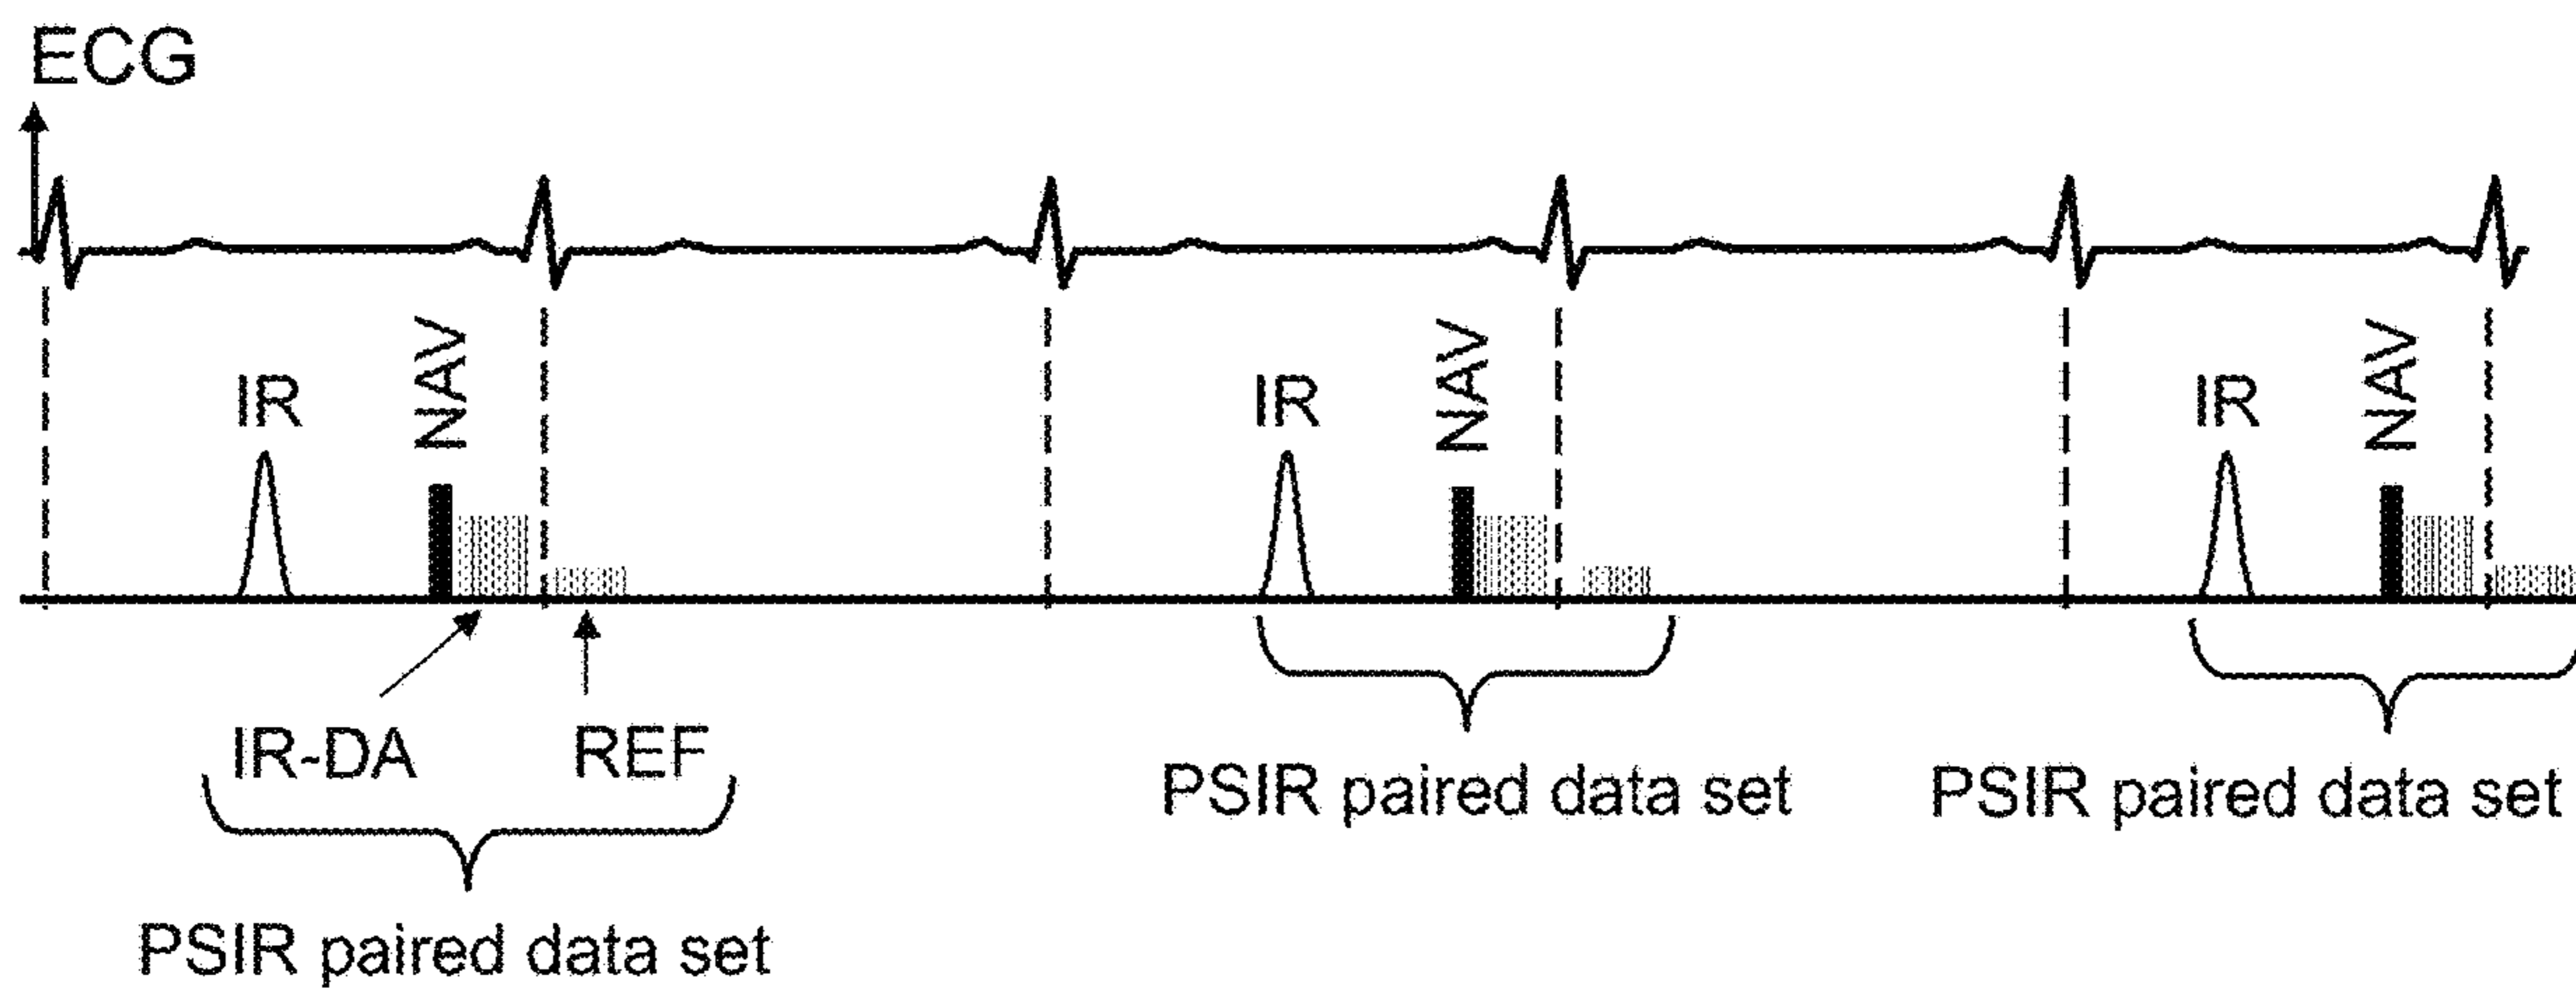 ECG
IR
NAV
IR
NAV
IR
NAV
IR-DA
REF
PSIR paired data set
PSIR paired data set
PSIR paired data set